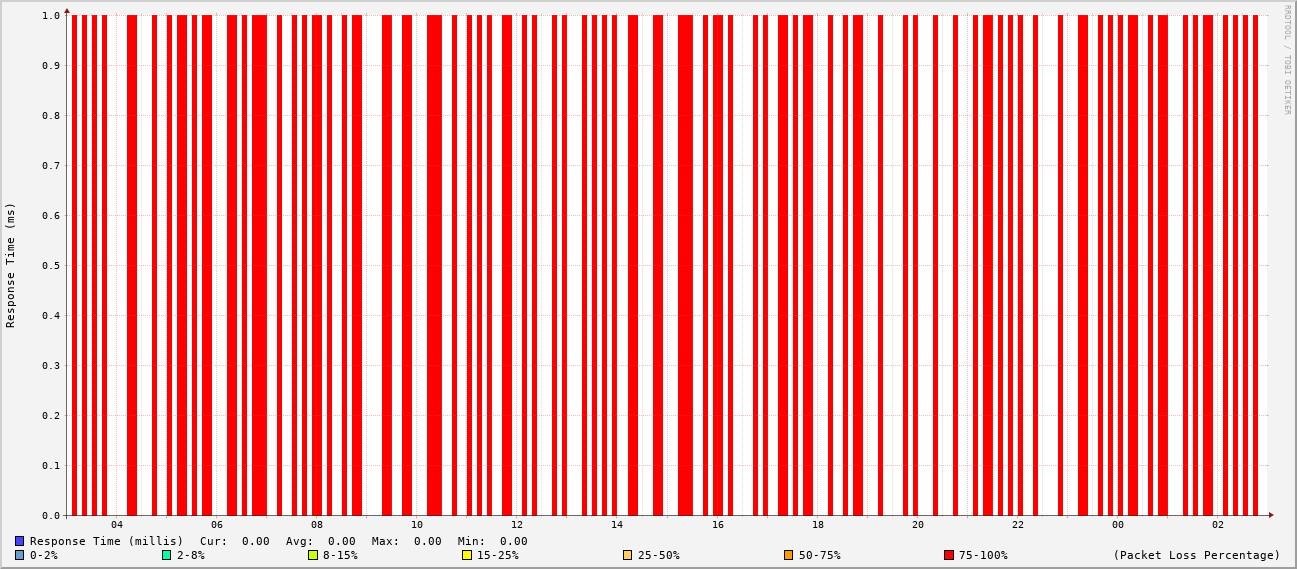 RRDTOOL / TOBI OETIKER
Response Time (ms)
1.0
0.9
0.8
0.7
0.6
0.5
0.4
0.3
0.2
0.1
0.0
04 06 08 10 12 14 16 18 20 22 00 02
Response Time (millis) Cur: 0.00 Avg: 0.00 Max: 0.00 Min: 0.00
0-2% 2-8% 8-15% 15-25% 25-50% 50-75% 75-100% (Packet Loss Percentage)